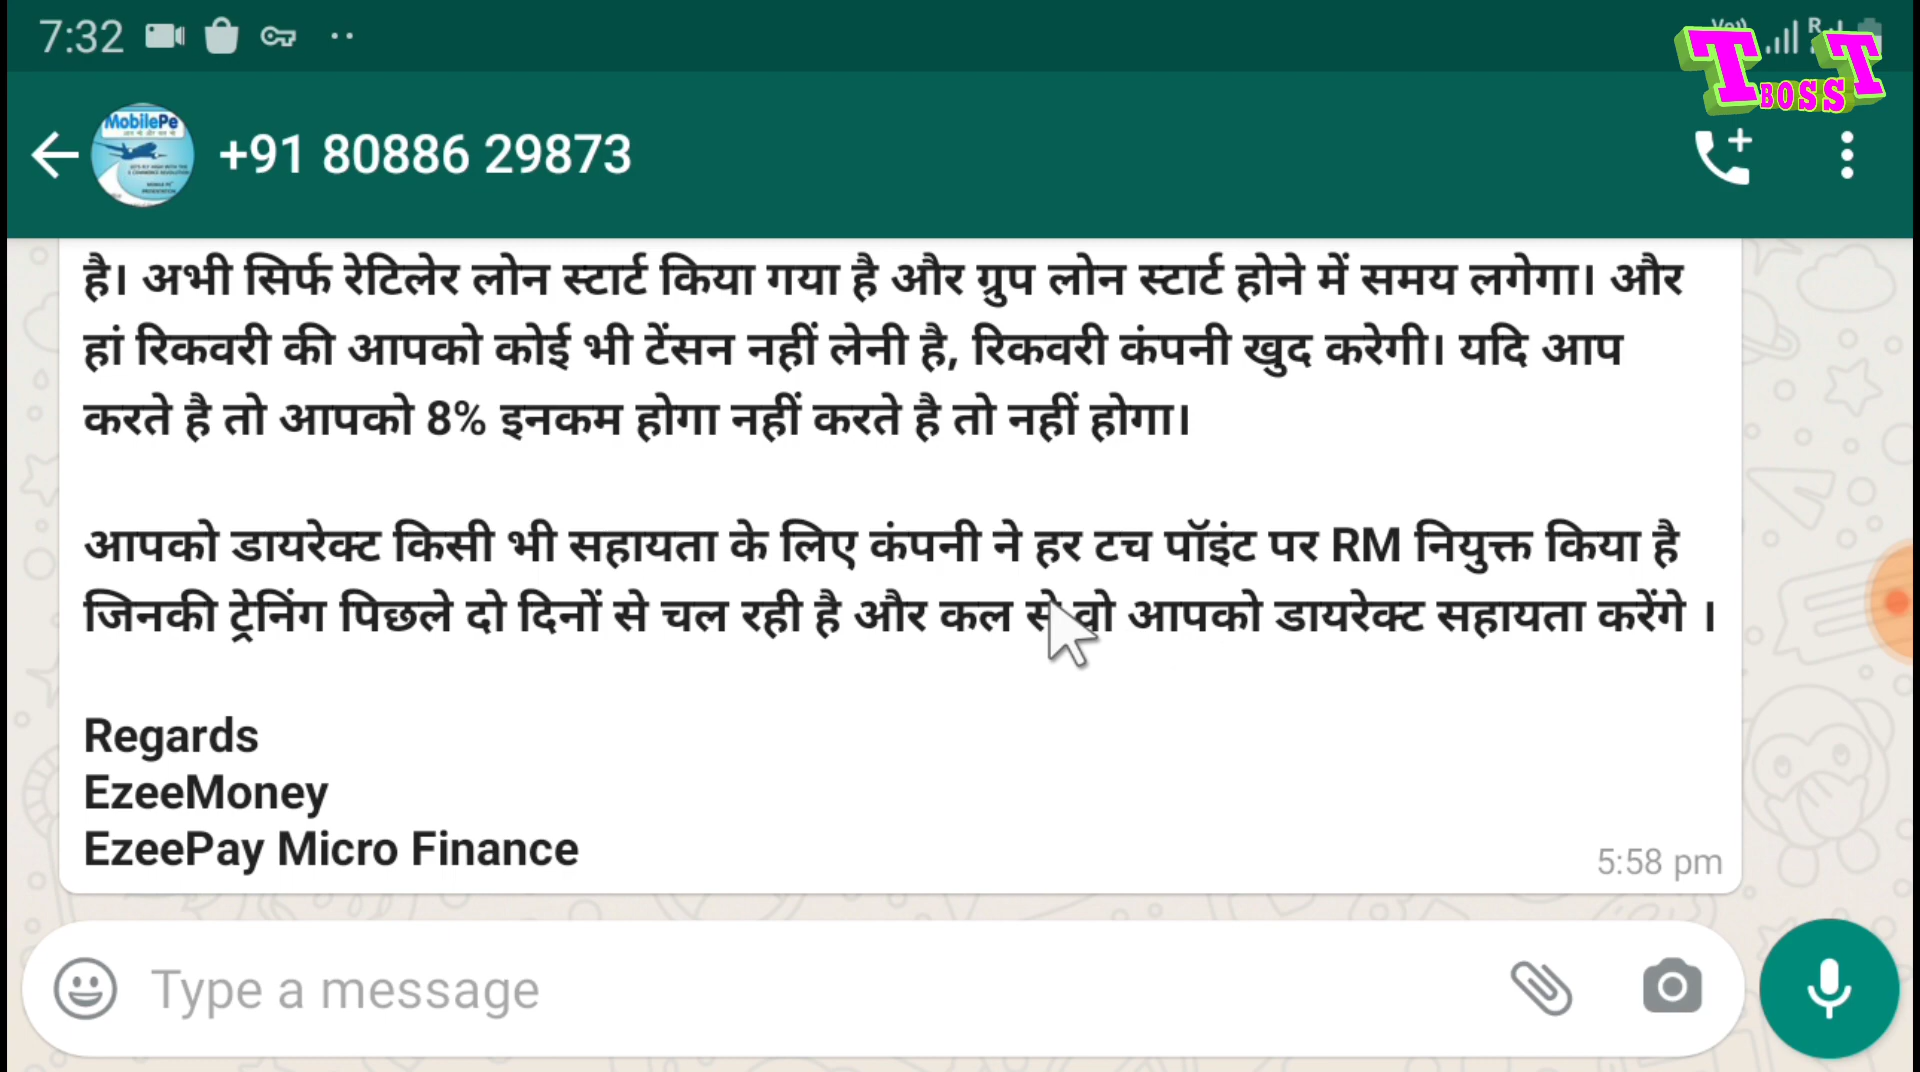 7:32
T BOSS T
MobilePe
+91 80886 29873
है। अभी सिर्फ रेटिलेर लोन स्टार्ट किया गया है और ग्रुप लोन स्टार्ट होने में समय लगेगा। और
हां रिकवरी की आपको कोई भी टेंसन नहीं लेनी है, रिकवरी कंपनी खुद करेगी। यदि आप
करते है तो आपको 8% इनकम होगा नहीं करते है तो नहीं होगा।
आपको डायरेक्ट किसी भी सहायता के लिए कंपनी ने हर टच पॉइंट पर RM नियुक्त किया है
जिनकी ट्रेनिंग पिछले दो दिनों से चल रही है और कल से वो आपको डायरेक्ट सहायता करेंगे ।
Regards
EzeeMoney
EzeePay Micro Finance
5:58 pm
Type a message